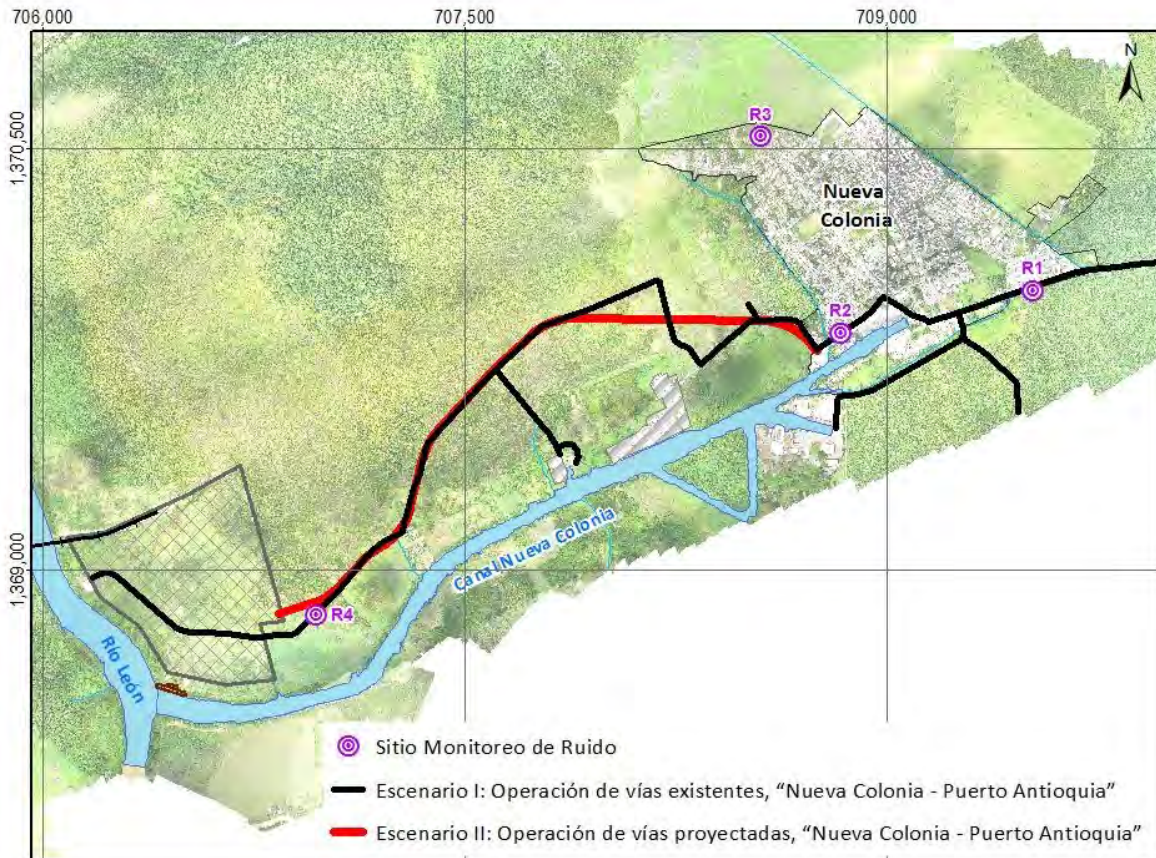 706,000
707,500
709,000
N
R3
1,370,500
Nueva
Colonia
R1
R2
1,369,000
Canal Nueva Colonia
R4
Río León
Sitio Monitoreo de Ruido
Escenario I: Operación de vías existentes, “Nueva Colonia - Puerto Antioquia”
Escenario II: Operación de vías proyectadas, “Nueva Colonia - Puerto Antioquia”